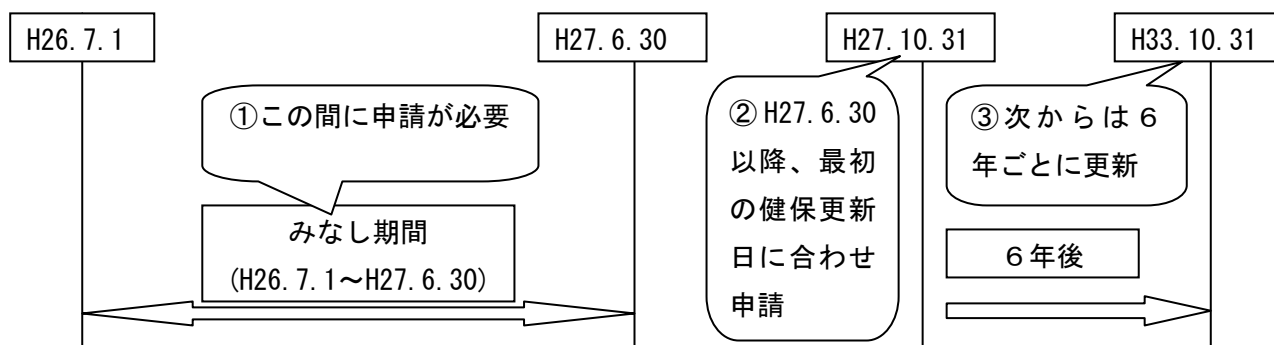 H26.7.1
H27.6.30
H27.10.31
H33.10.31
①この間に申請が必要
みなし期間
(H26.7.1～H27.6.30)
②H27.6.30
以降、最初
の健保更新
日に合わせ
申請
③次からは６
年ごとに更新
６年後